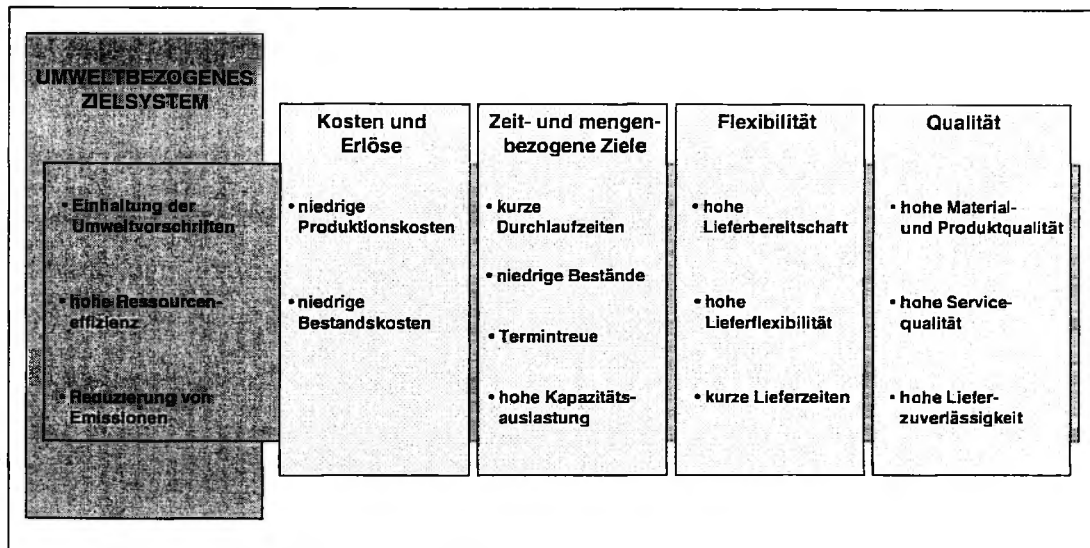 UMWELTBEZOGENES
ZIELSYSTEM
• Einhaltung der
Umweltvorschriften
• hohe Ressourcen-
effizienz
• Reduzierung von
Emissionen
Kosten und
Erlöse
• niedrige
Produktionskosten
• niedrige
Bestandskosten
Zeit- und mengen-
bezogene Ziele
• kurze
Durchlaufzeiten
• niedrige Bestände
• Termintreue
• hohe Kapazitäts-
auslastung
Flexibilität
• hohe
Lieferbereitschaft
• hohe
Lieferflexibilität
• kurze Lieferzeiten
Qualität
• hohe Material-
und Produktqualität
• hohe Service-
qualität
• hohe Liefer-
zuverlässigkeit